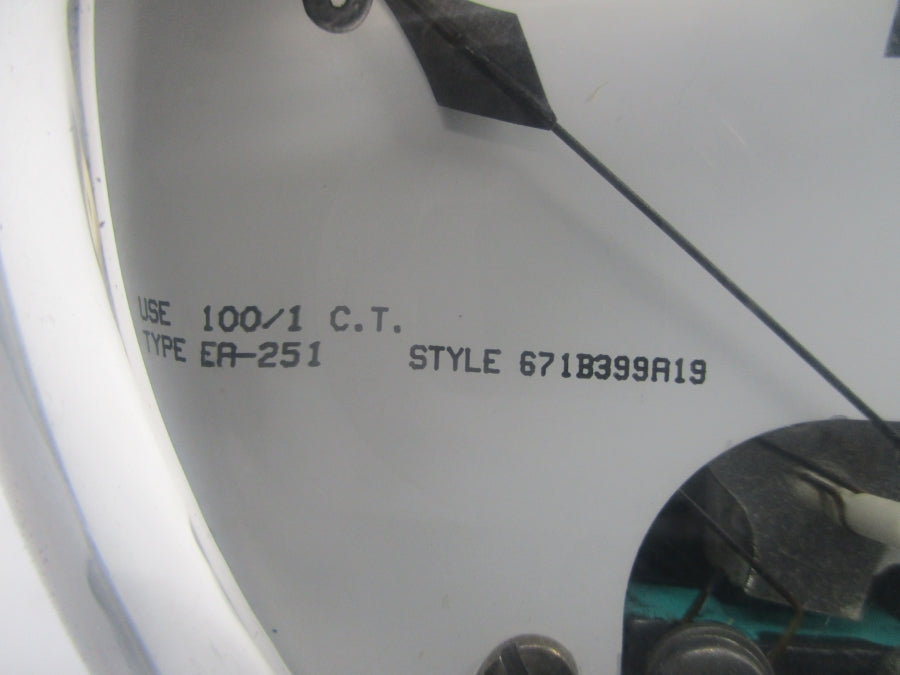 USE 100/1 C.T.
TYPE EA-251 STYLE 671B399A19